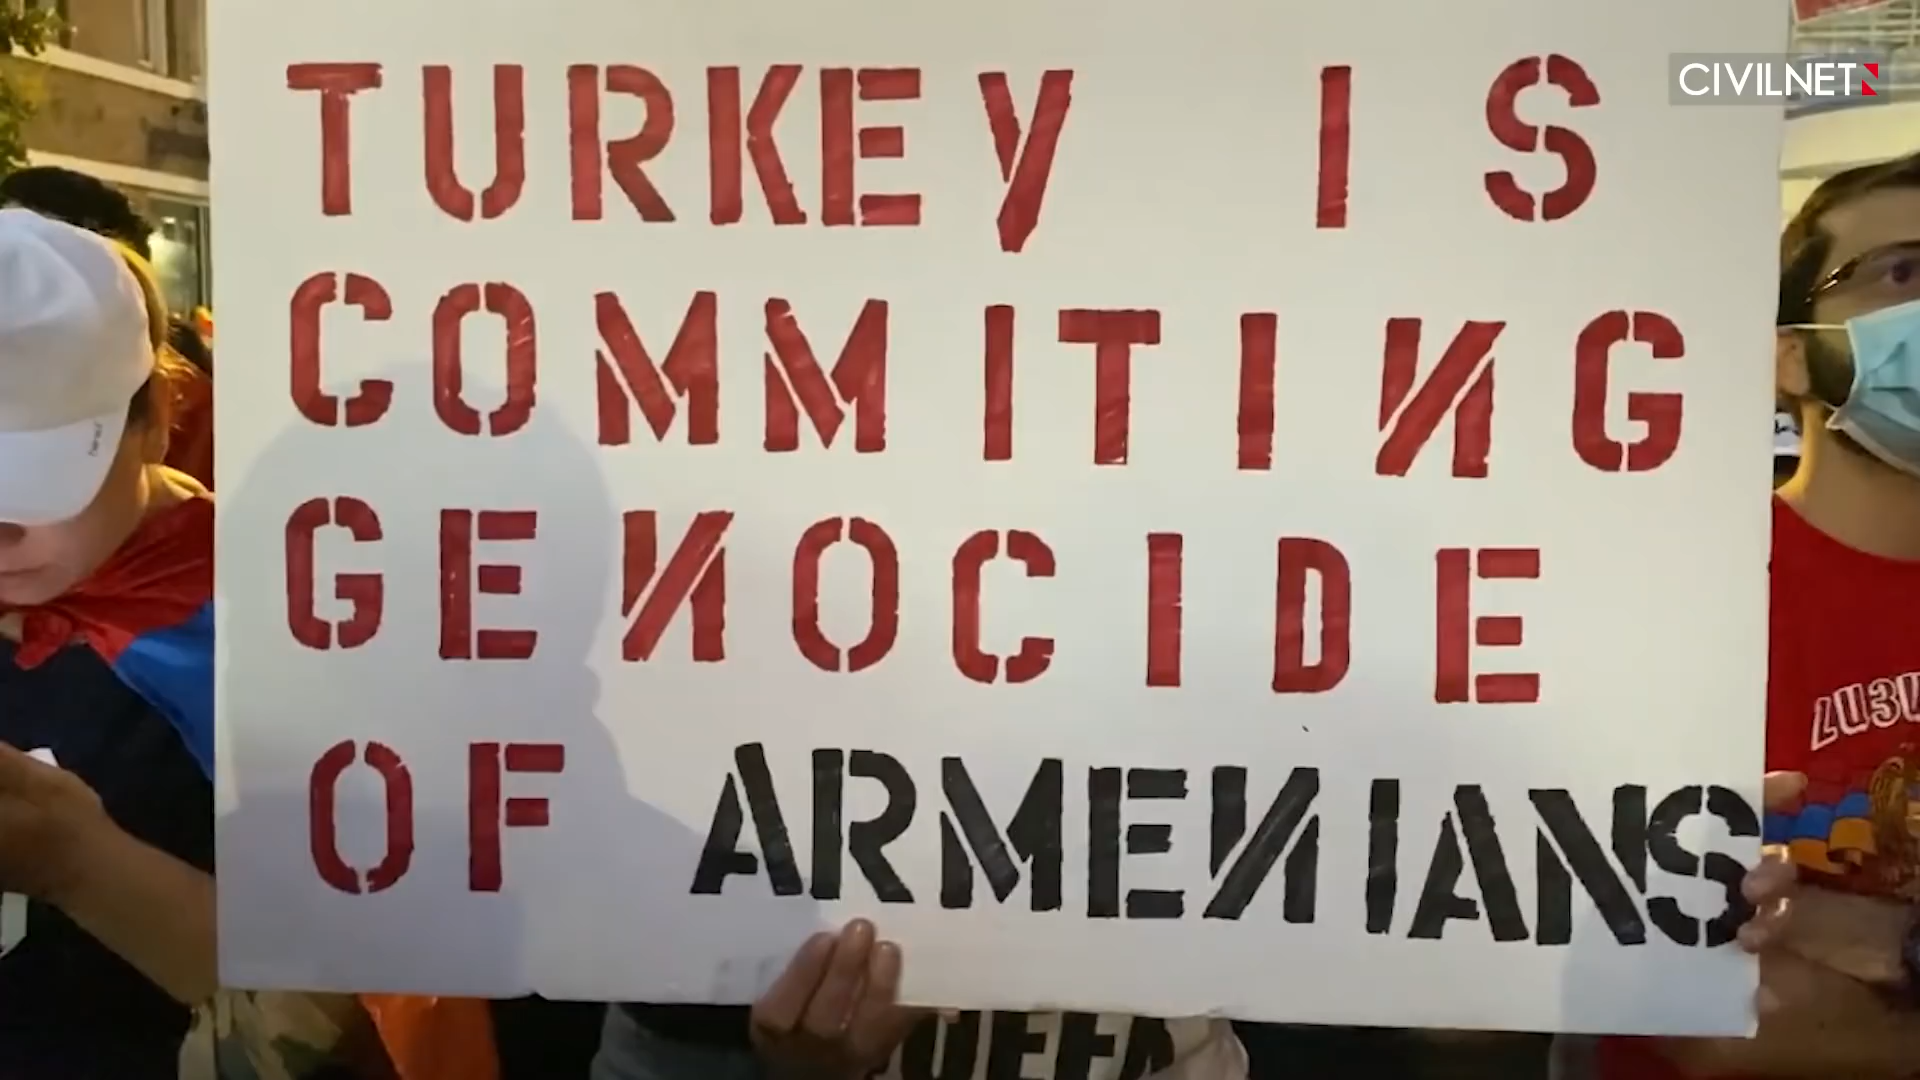 CIVILNET
TURKEY IS
COMMITING
GENOCIDE
OF ARMENIANS